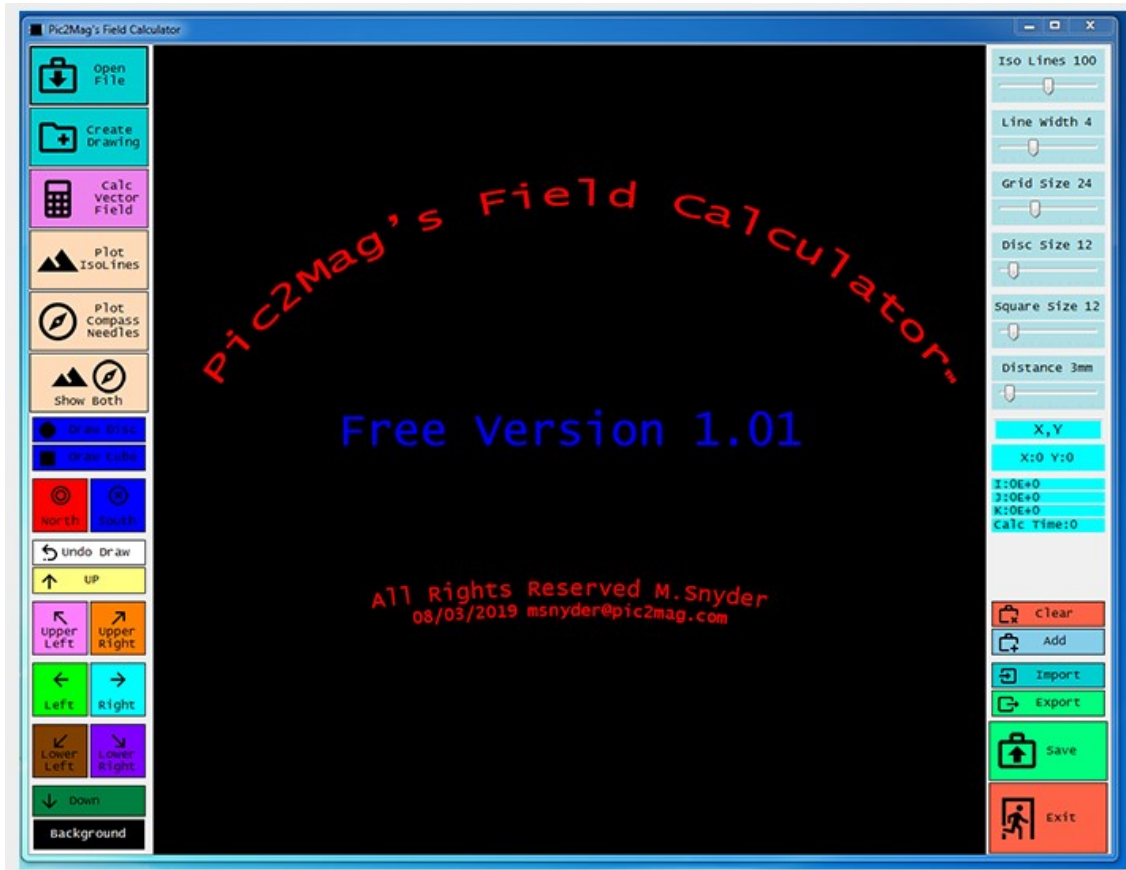 Pic2Mag's Field Calculator
Open
File
Create
Drawing
Calc
Vector
Field
Plot
IsoLines
Plot
Compass
Needles
Show Both
Draw Disc
Draw Cube
North
South
Undo Draw
UP
Upper
Left
Upper
Right
Left
Right
Lower
Left
Lower
Right
Down
Background
Pic2Mag's Field Calculator™
Free Version 1.01
All Rights Reserved M.Snyder
08/03/2019 msnyder@pic2mag.com
Iso Lines 100
Line Width 4
Grid Size 24
Disc Size 12
Square Size 12
Distance 3mm
X,Y
X:0 Y:0
I:0E+0
J:0E+0
K:0E+0
Calc Time:0
Clear
Add
Import
Export
Save
Exit